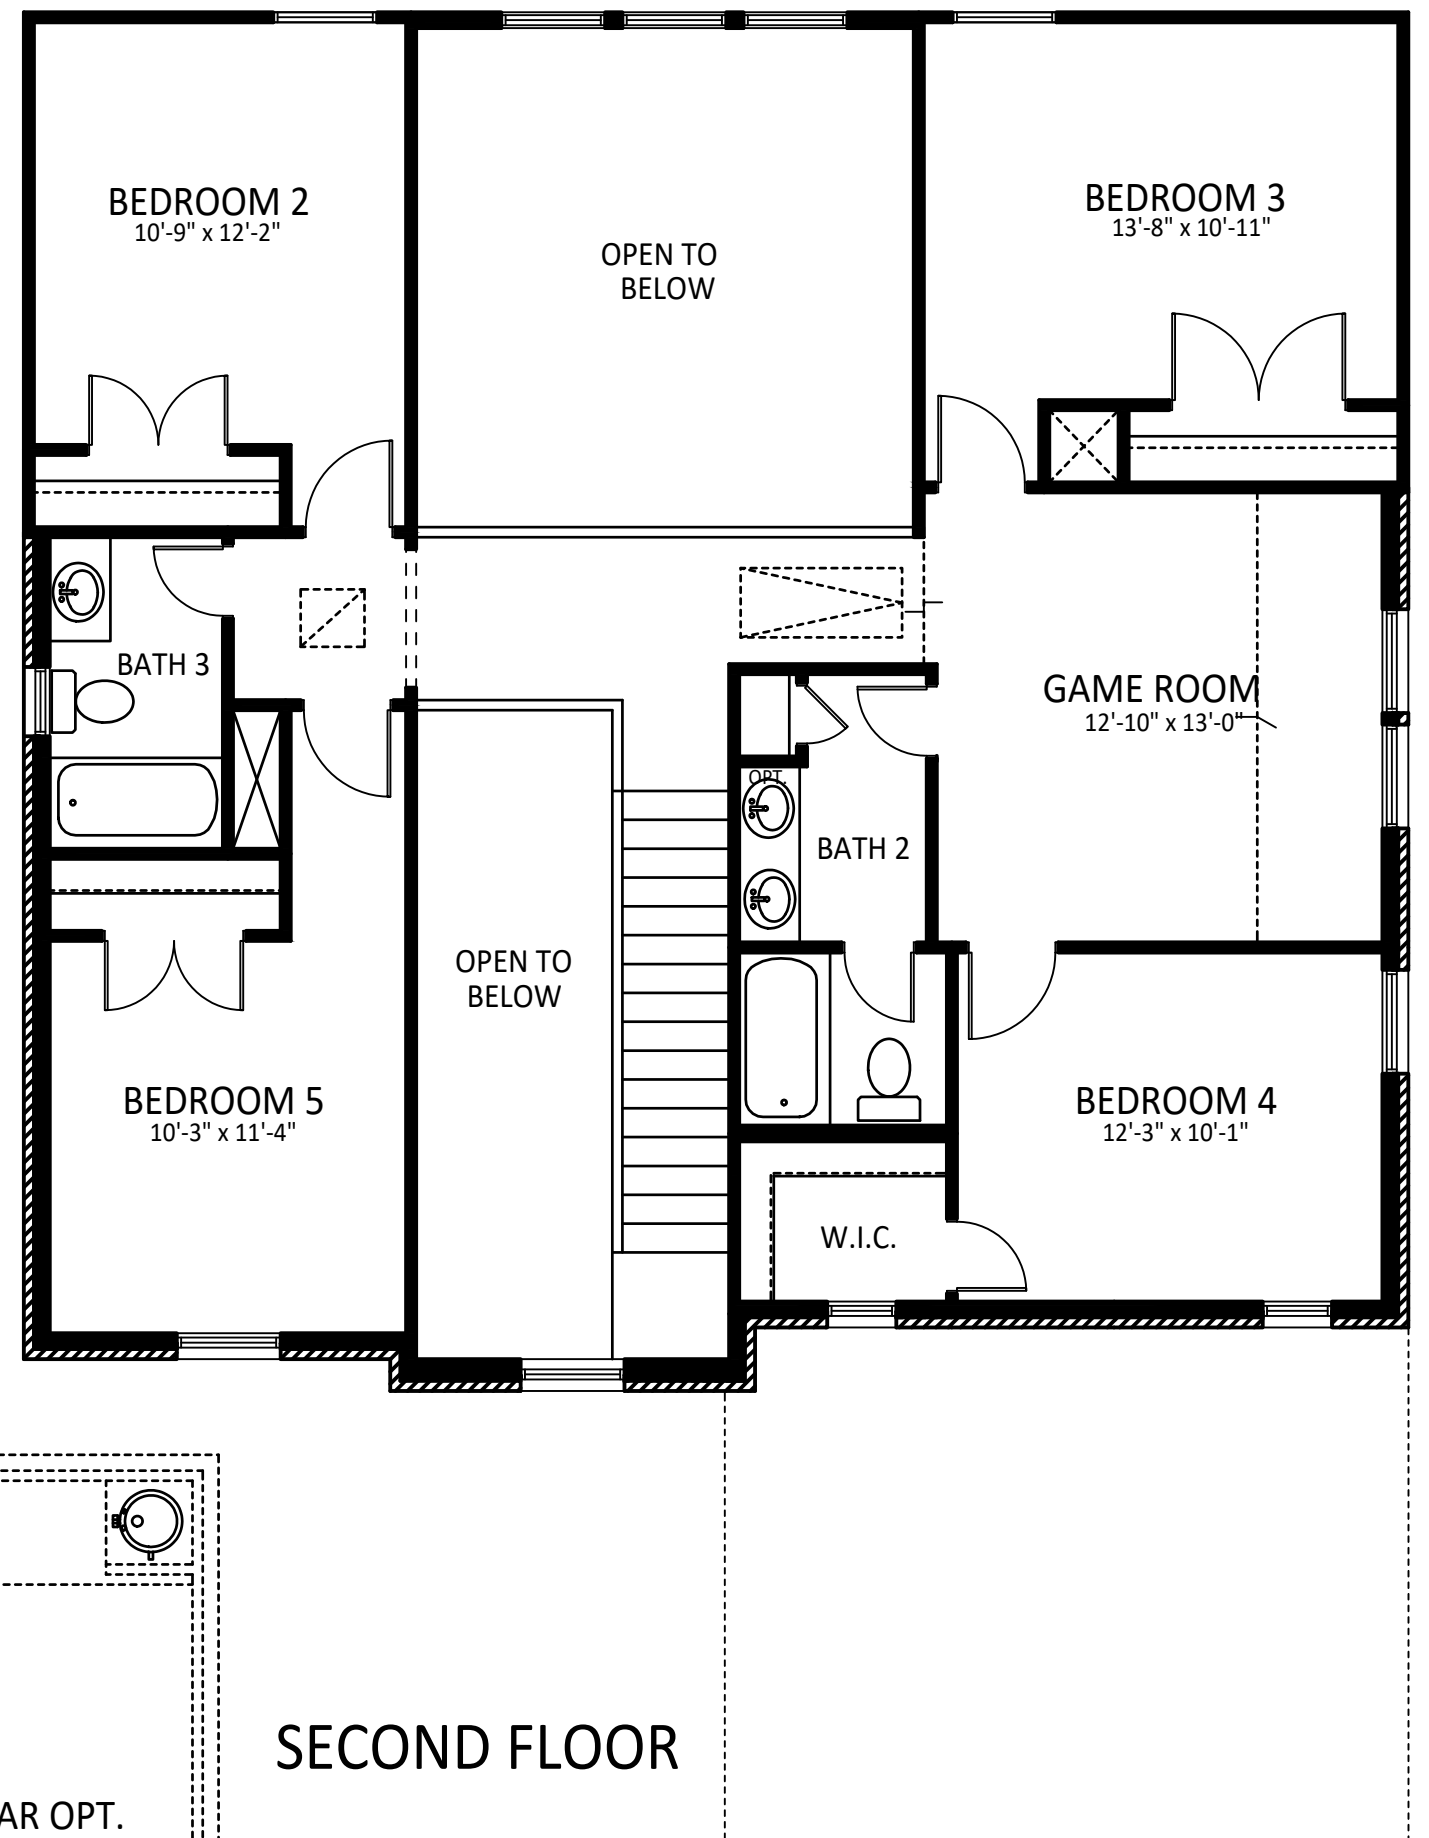 BEDROOM 2
10'-9" x 12'-2"
OPEN TO
BELOW
BEDROOM 3
13'-8" x 10'-11"
BATH 3
GAME ROOM
12'-10" x 13'-0"
OPT.
BATH 2
OPEN TO
BELOW
BEDROOM 5
10'-3" x 11'-4"
BEDROOM 4
12'-3" x 10'-1"
W.I.C.
SECOND FLOOR
AR OPT.